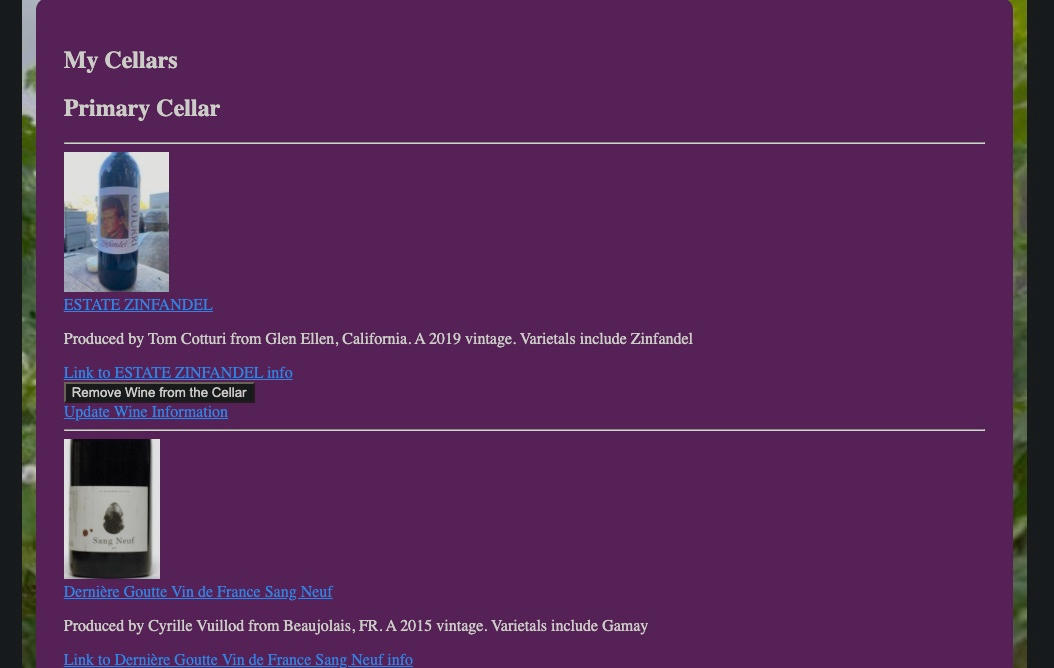 My Cellars
Primary Cellar
COTURRI
Zinfandel
ESTATE ZINFANDEL
Produced by Tom Cotturi from Glen Ellen, California. A 2019 vintage. Varietals include Zinfandel
Link to ESTATE ZINFANDEL info
Remove Wine from the Cellar
Update Wine Information
Sang Neuf
Dernière Goutte Vin de France Sang Neuf
Produced by Cyrille Vuillod from Beaujolais, FR. A 2015 vintage. Varietals include Gamay
Link to Dernière Goutte Vin de France Sang Neuf info